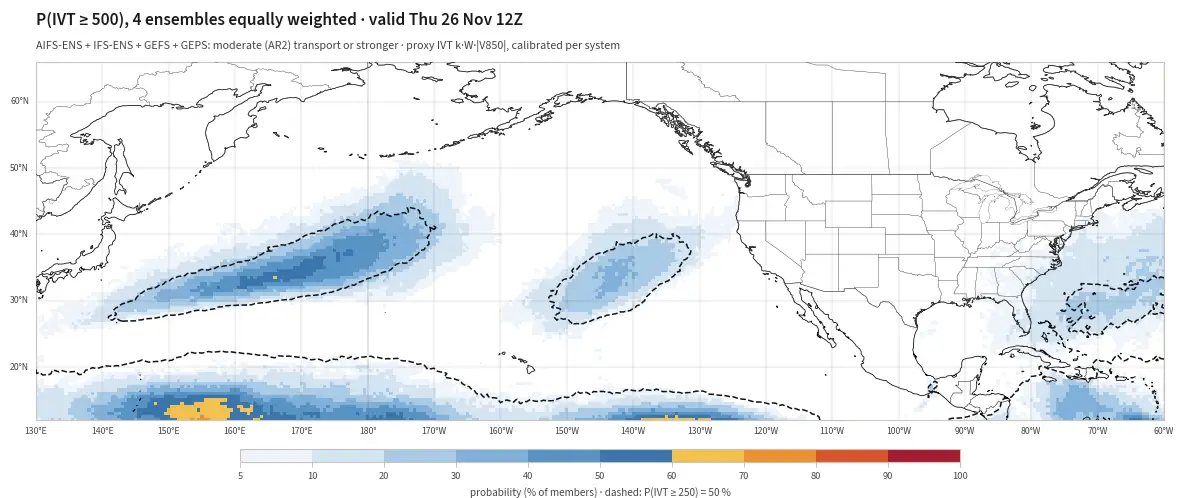 P(IVT ≥ 500), 4 ensembles equally weighted · valid Thu 26 Nov 12Z
AIFS-ENS + IFS-ENS + GEFS + GEPS: moderate (AR2) transport or stronger · proxy IVT k·W·|V850|, calibrated per system
60°N
50°N
40°N
30°N
20°N
130°E 140°E 150°E 160°E 170°E 180° 170°W 160°W 150°W 140°W 130°W 120°W 110°W 100°W 90°W 80°W 70°W 60°W
5 10 20 30 40 50 60 70 80 90 100
probability (% of members) · dashed: P(IVT ≥ 250) = 50 %